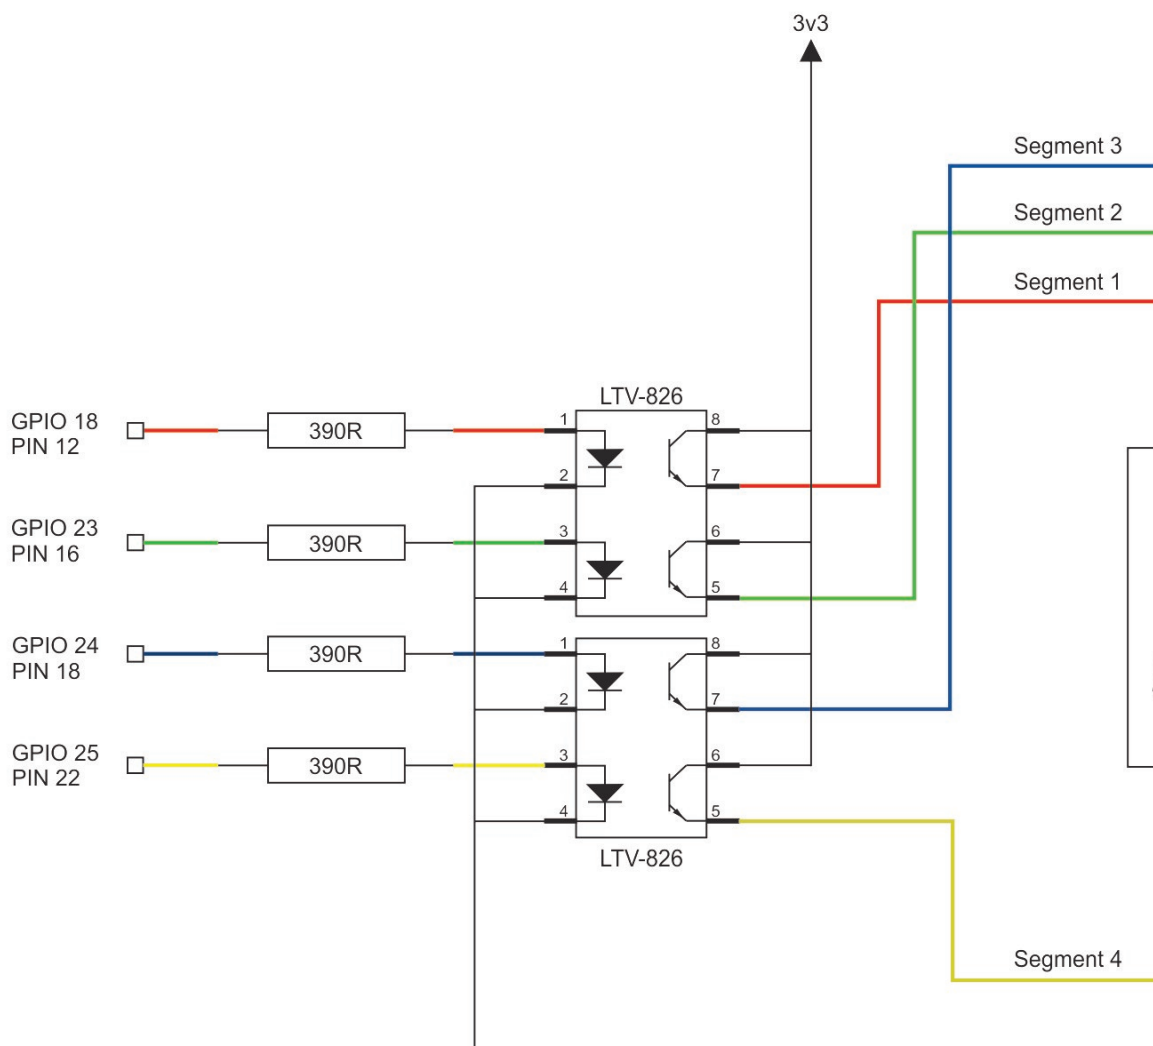 3v3
Segment 3
Segment 2
Segment 1
LTV-826
GPIO 18
PIN 12
390R
1
8
2
7
GPIO 23
PIN 16
390R
3
6
4
5
GPIO 24
PIN 18
390R
1
8
2
7
GPIO 25
PIN 22
390R
3
6
4
5
LTV-826
Segment 4